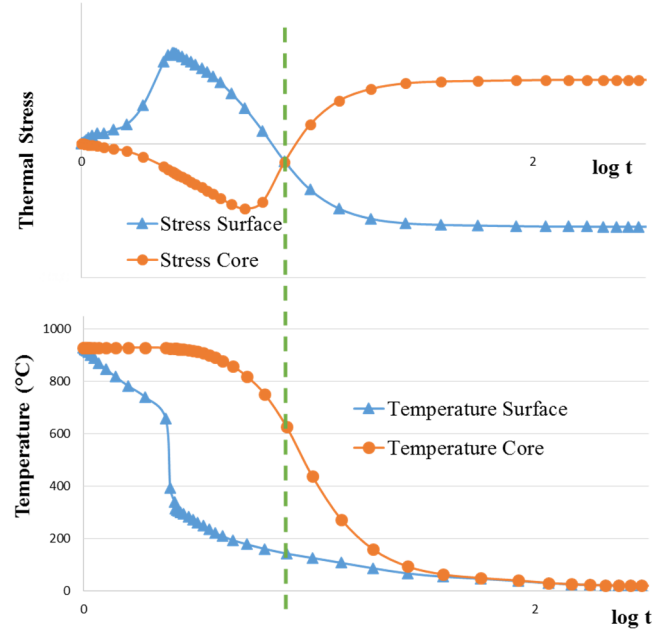 Thermal Stress
0
2
log t
Stress Surface
Stress Core
Temperature (°C)
1000
800
600
400
200
0
Temperature Surface
Temperature Core
0
2
log t